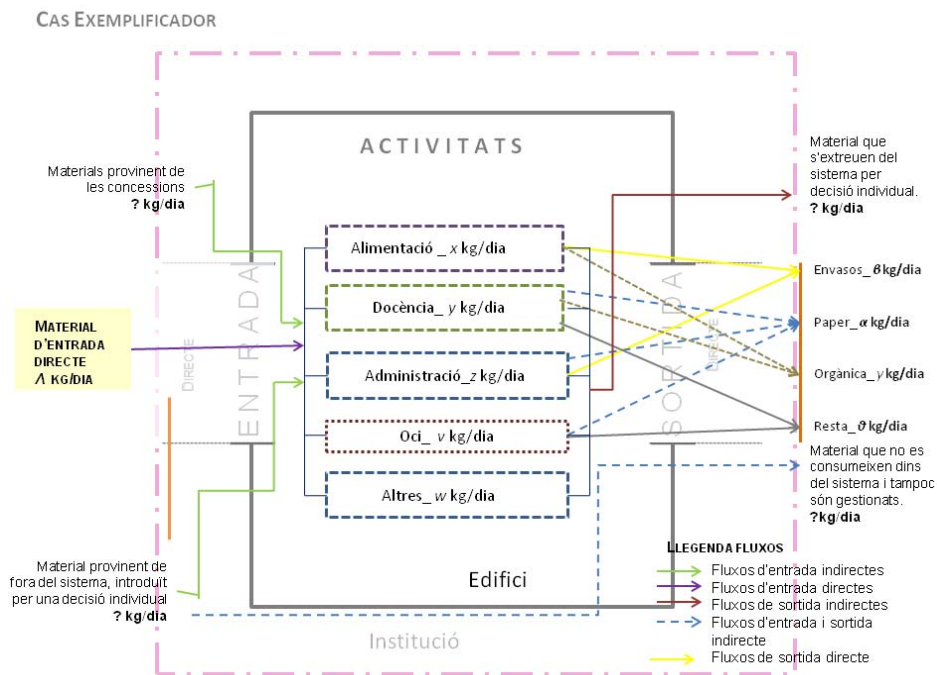 CAS EXEMPLIFICADOR
ACTIVITATS
Materials provinent de
les concessions
? kg/dia
Material que
s'extreuen del
sistema per
decisió individual.
? kg/dia
Alimentació _ x kg/dia
Docència_ y kg/dia
Administració_z kg/dia
Oci_ v kg/dia
Altres_ w kg/dia
ENTRADA
DIRECTE
SORTIDA
DIRECTE
MATERIAL
D'ENTRADA
DIRECTE
Λ KG/DIA
Envasos_ β kg/dia
Paper_ α kg/dia
Orgànica_ γ kg/dia
Resta_ ϑ kg/dia
Material que no es
consumeixen dins
del sistema i tampoc
són gestionats.
?kg/dia
Material provinent de
fora del sistema, introduït
per una decisió individual
? kg/dia
Edifici
Institució
LLEGENDA FLUXOS
Fluxos d'entrada indirectes
Fluxos d'entrada directes
Fluxos de sortida indirectes
Fluxos d'entrada i sortida
indirecte
Fluxos de sortida directe